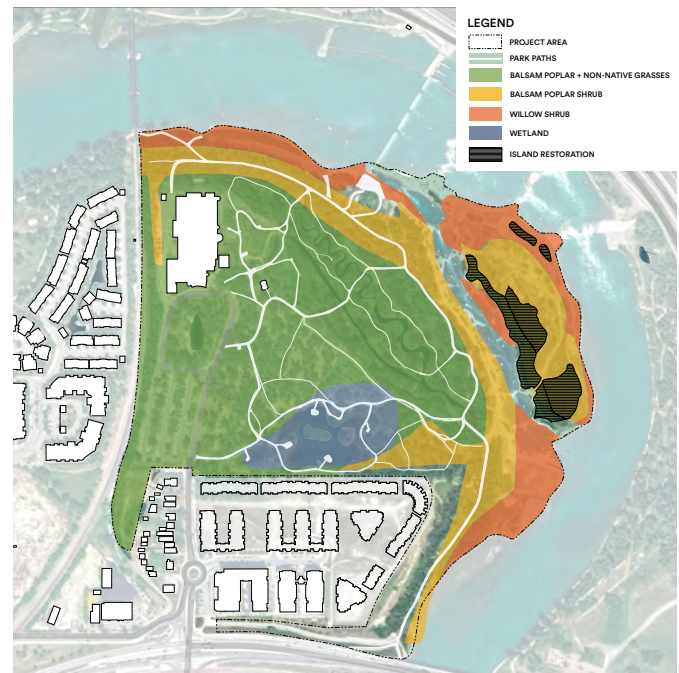 LEGEND
PROJECT AREA
PARK PATHS
BALSAM POPLAR + NON-NATIVE GRASSES
BALSAM POPLAR SHRUB
WILLOW SHRUB
WETLAND
ISLAND RESTORATION